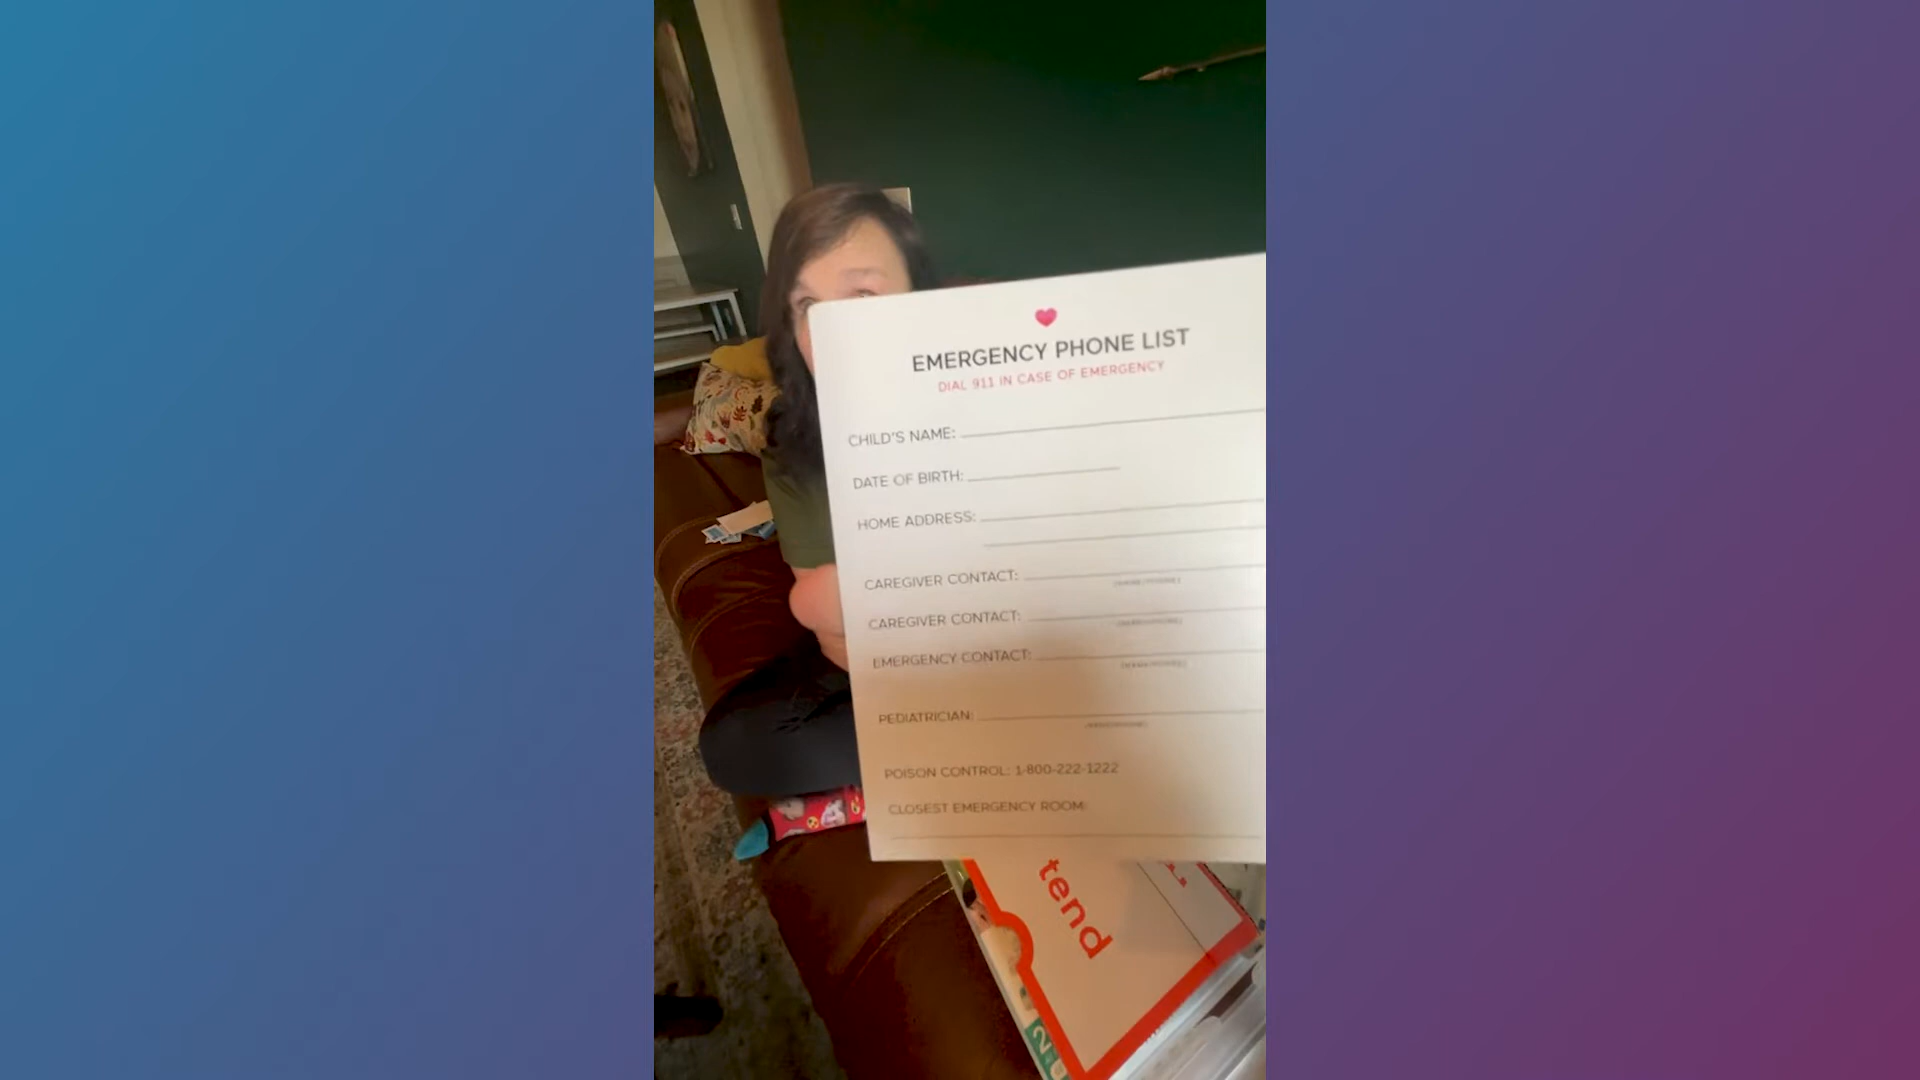 EMERGENCY PHONE LIST
DIAL 911 IN CASE OF EMERGENCY
CHILD'S NAME:
DATE OF BIRTH:
HOME ADDRESS:
CAREGIVER CONTACT:
CAREGIVER CONTACT:
EMERGENCY CONTACT:
PEDIATRICIAN:
POISON CONTROL: 1-800-222-1222
CLOSEST EMERGENCY ROOM:
tend
2